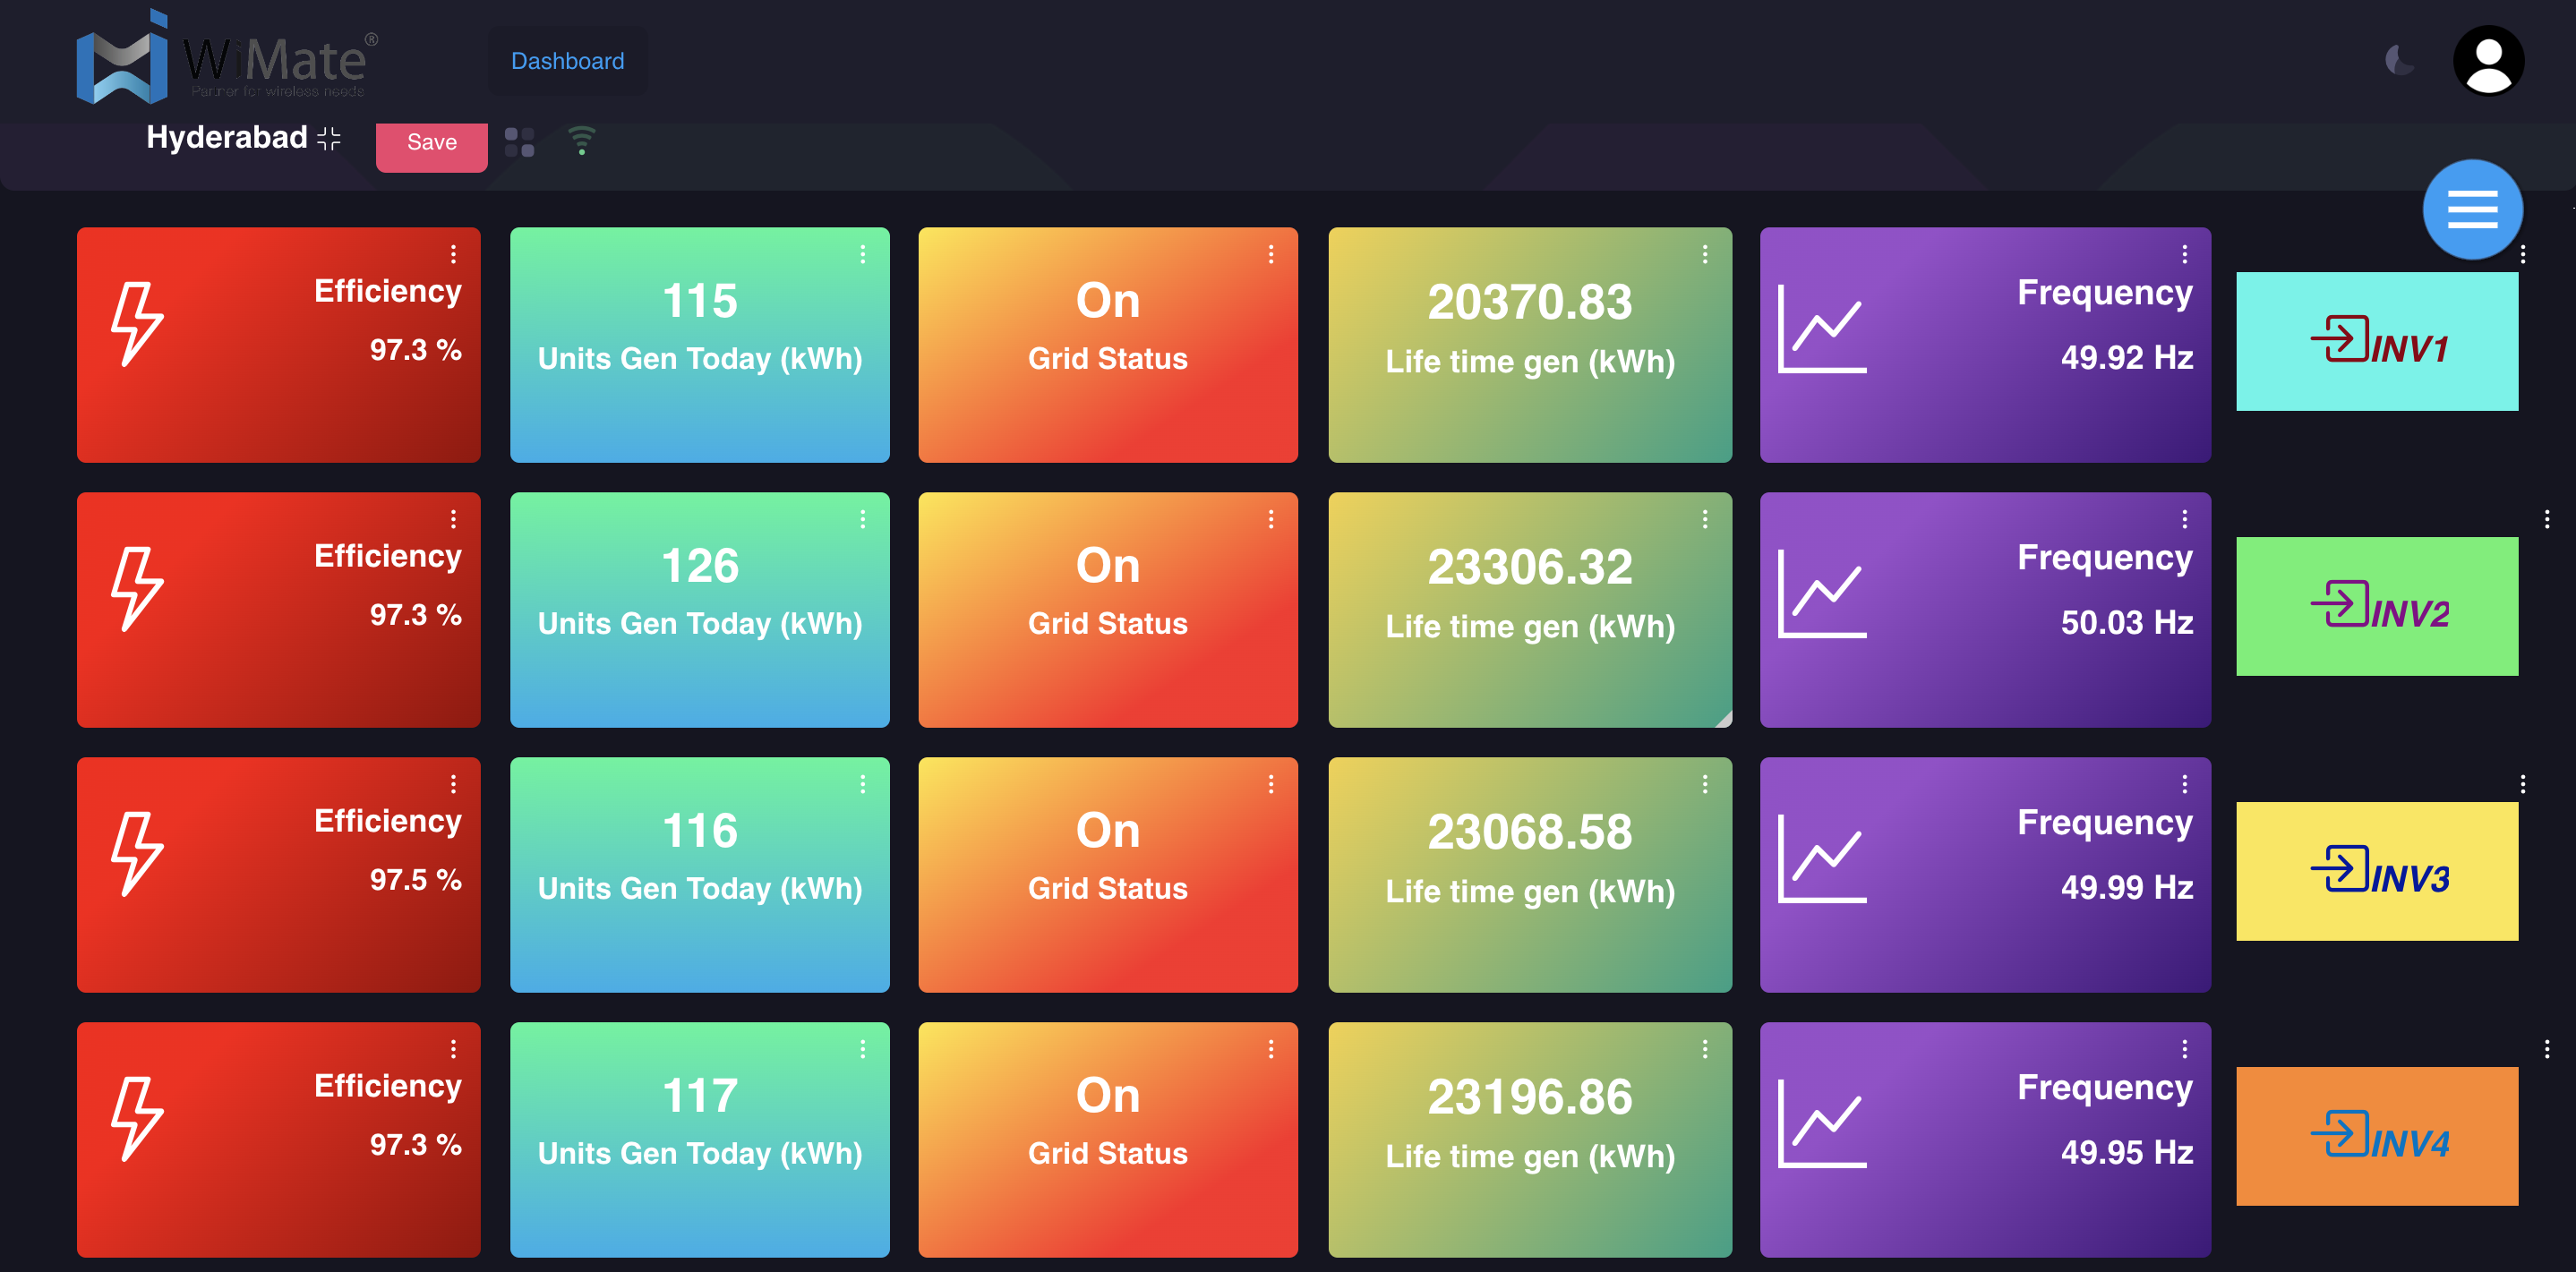 WiMate®
Partner for wireless needs
Dashboard
Hyderabad
Save
Efficiency
97.3 %
115
Units Gen Today (kWh)
On
Grid Status
20370.83
Life time gen (kWh)
Frequency
49.92 Hz
INV1
Efficiency
97.3 %
126
Units Gen Today (kWh)
On
Grid Status
23306.32
Life time gen (kWh)
Frequency
50.03 Hz
INV2
Efficiency
97.5 %
116
Units Gen Today (kWh)
On
Grid Status
23068.58
Life time gen (kWh)
Frequency
49.99 Hz
INV3
Efficiency
97.3 %
117
Units Gen Today (kWh)
On
Grid Status
23196.86
Life time gen (kWh)
Frequency
49.95 Hz
INV4